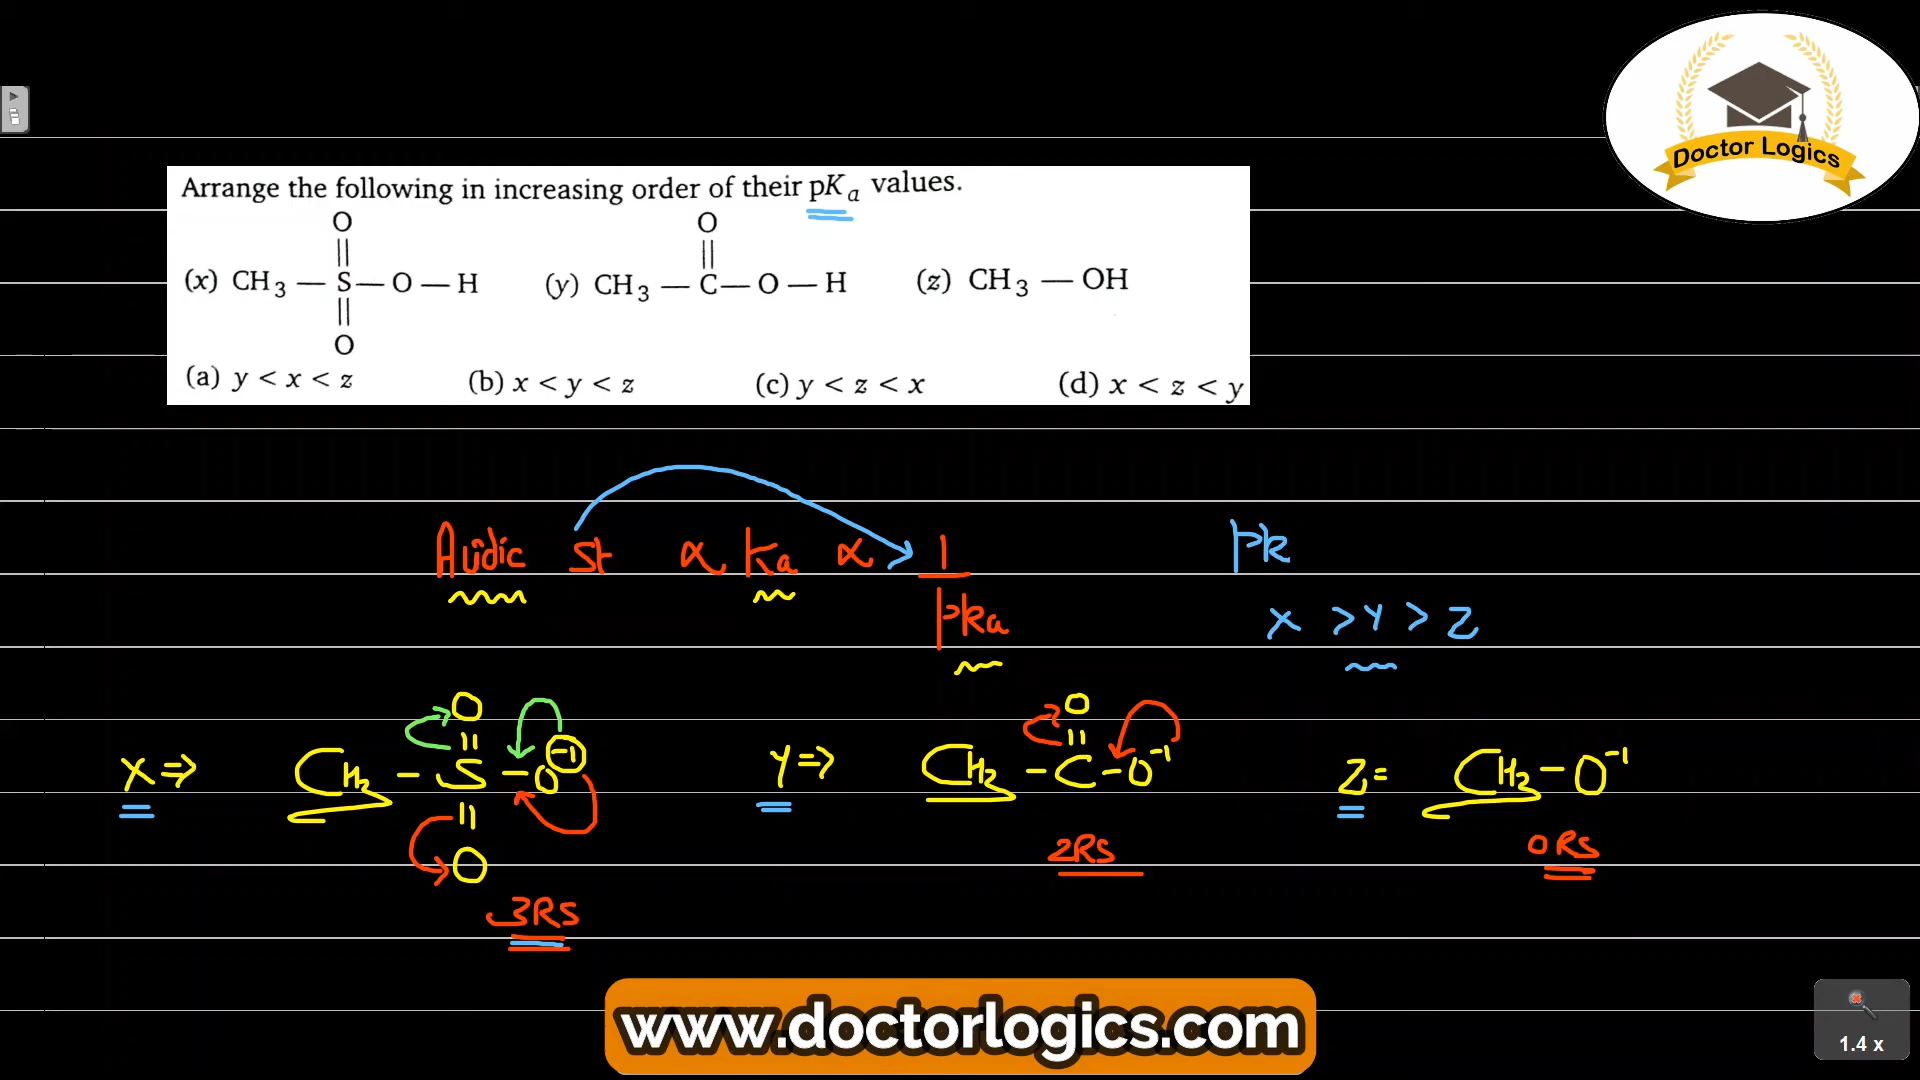 Doctor Logics
Arrange the following in increasing order of their pKa values.
O
||
(x) CH3 — S — O — H
||
O
O
||
(y) CH3 — C — O — H
(z) CH3 — OH
(a) y < x < z (b) x < y < z (c) y < z < x (d) x < z < y
Acidic st ∝ Ka ∝ 1
pka
pk
x > y > z
x ⇒ CH3 - S - O -1
O
O
3RS
y ⇒ CH3 - C - O -1
O
2RS
z = CH3 - O -1
0RS
www.doctorlogics.com
1.4 x